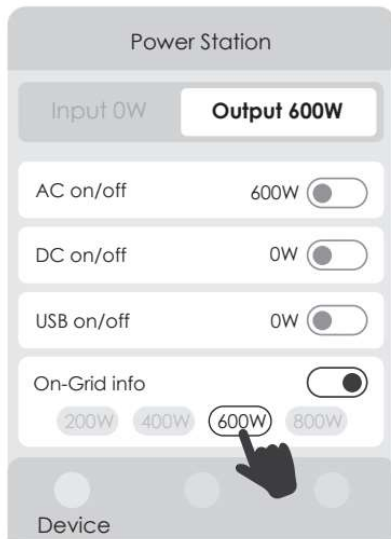 Power Station
Input 0W Output 600W
AC on/off 600W
DC on/off 0W
USB on/off 0W
On-Grid info
200W 400W 600W 800W
Device